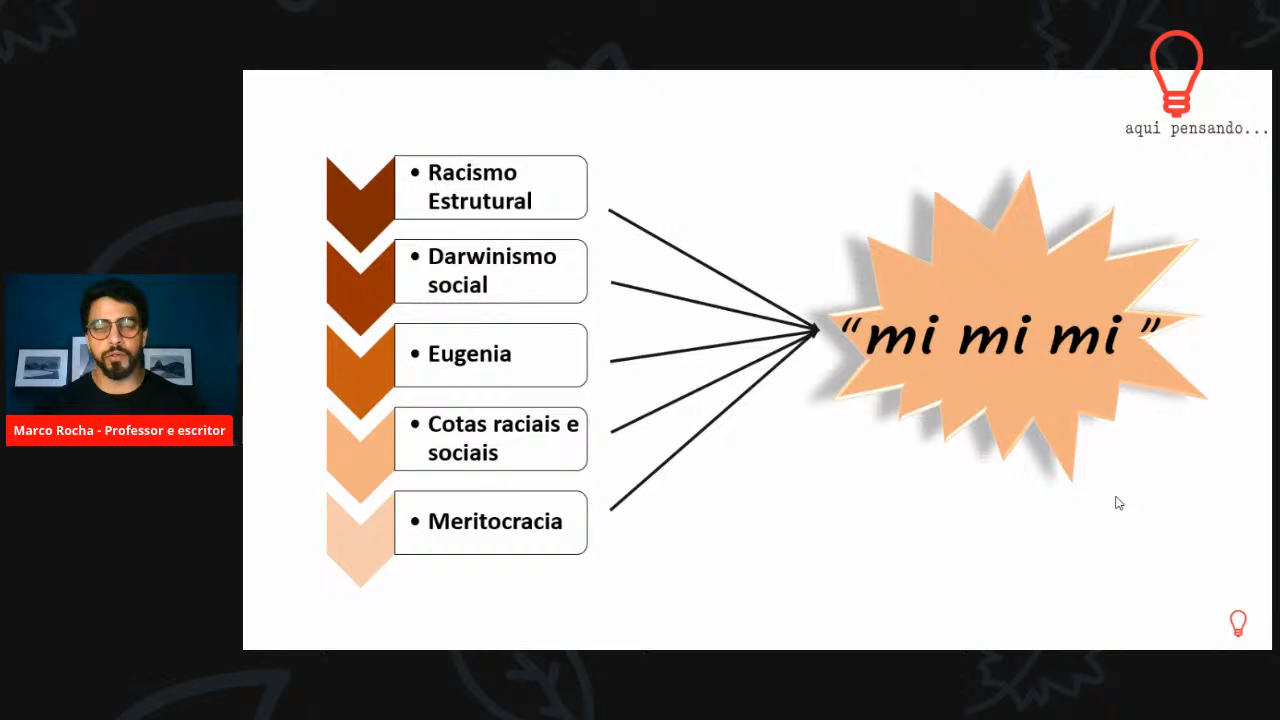 aqui pensando...
• Racismo
Estrutural
• Darwinismo
social
• Eugenia
• Cotas raciais e
sociais
• Meritocracia
“mi mi mi”
Marco Rocha - Professor e escritor